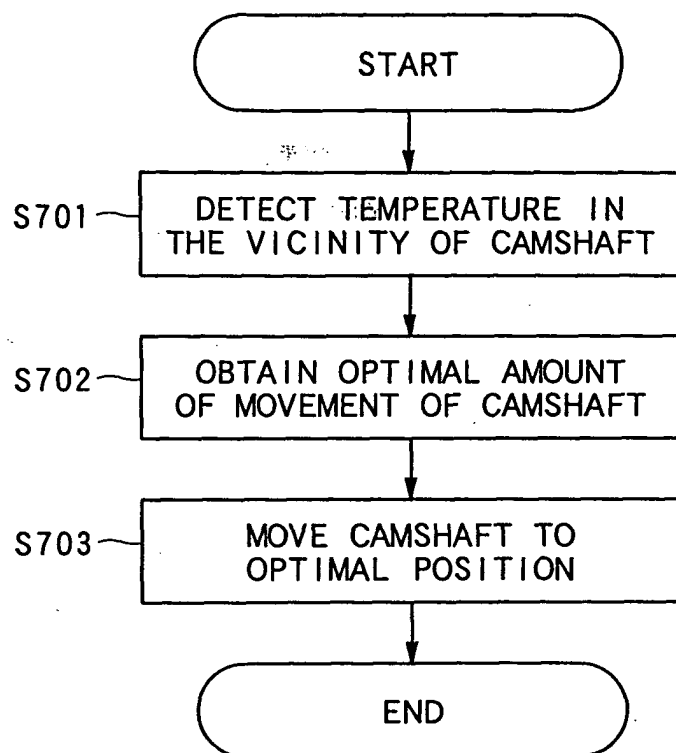 START
S701
DETECT TEMPERATURE IN
THE VICINITY OF CAMSHAFT
S702
OBTAIN OPTIMAL AMOUNT
OF MOVEMENT OF CAMSHAFT
S703
MOVE CAMSHAFT TO
OPTIMAL POSITION
END